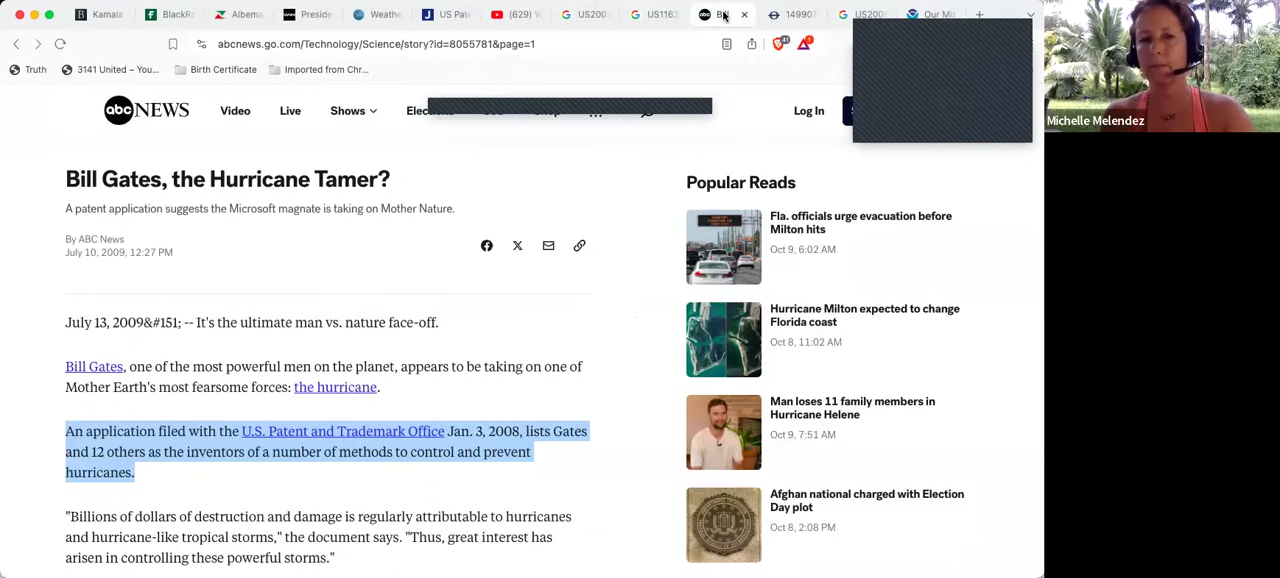 Kamala
BlackRo
Albema
Preside
Weathe
US Pate
(629) W
US200
US1163
149907
US200
Our Mis
abcnews.go.com/Technology/Science/story?id=8055781&page=1
41
1
Truth
3141 United – You...
Birth Certificate
Imported from Chr...
abc NEWS
Video
Live
Shows
Log In
Bill Gates, the Hurricane Tamer?
A patent application suggests the Microsoft magnate is taking on Mother Nature.
By ABC News
July 10, 2009, 12:27 PM
July 13, 2009&#151; -- It's the ultimate man vs. nature face-off.
Bill Gates, one of the most powerful men on the planet, appears to be taking on one of
Mother Earth's most fearsome forces: the hurricane.
An application filed with the U.S. Patent and Trademark Office Jan. 3, 2008, lists Gates
and 12 others as the inventors of a number of methods to control and prevent
hurricanes.
"Billions of dollars of destruction and damage is regularly attributable to hurricanes
and hurricane-like tropical storms," the document says. "Thus, great interest has
arisen in controlling these powerful storms."
Popular Reads
Fla. officials urge evacuation before
Milton hits
Oct 9, 6:02 AM
Hurricane Milton expected to change
Florida coast
Oct 8, 11:02 AM
Man loses 11 family members in
Hurricane Helene
Oct 9, 7:51 AM
Afghan national charged with Election
Day plot
Oct 8, 2:08 PM
Michelle Melendez